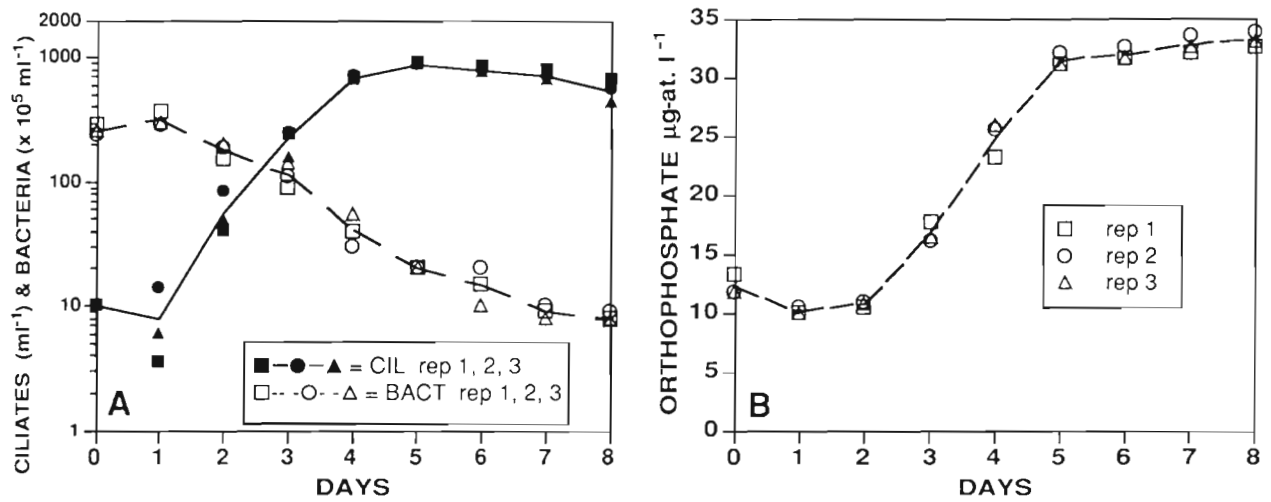 CILIATES (ml⁻¹) & BACTERIA (x 10⁵ ml⁻¹)
2000
1000
100
10
1
A
■–●–▲ = CIL rep 1, 2, 3
□--○--△ = BACT rep 1, 2, 3
0 1 2 3 4 5 6 7 8
DAYS
ORTHOPHOSPHATE µg-at. l⁻¹
35
30
25
20
15
10
5
0
B
□ rep 1
○ rep 2
△ rep 3
0 1 2 3 4 5 6 7 8
DAYS